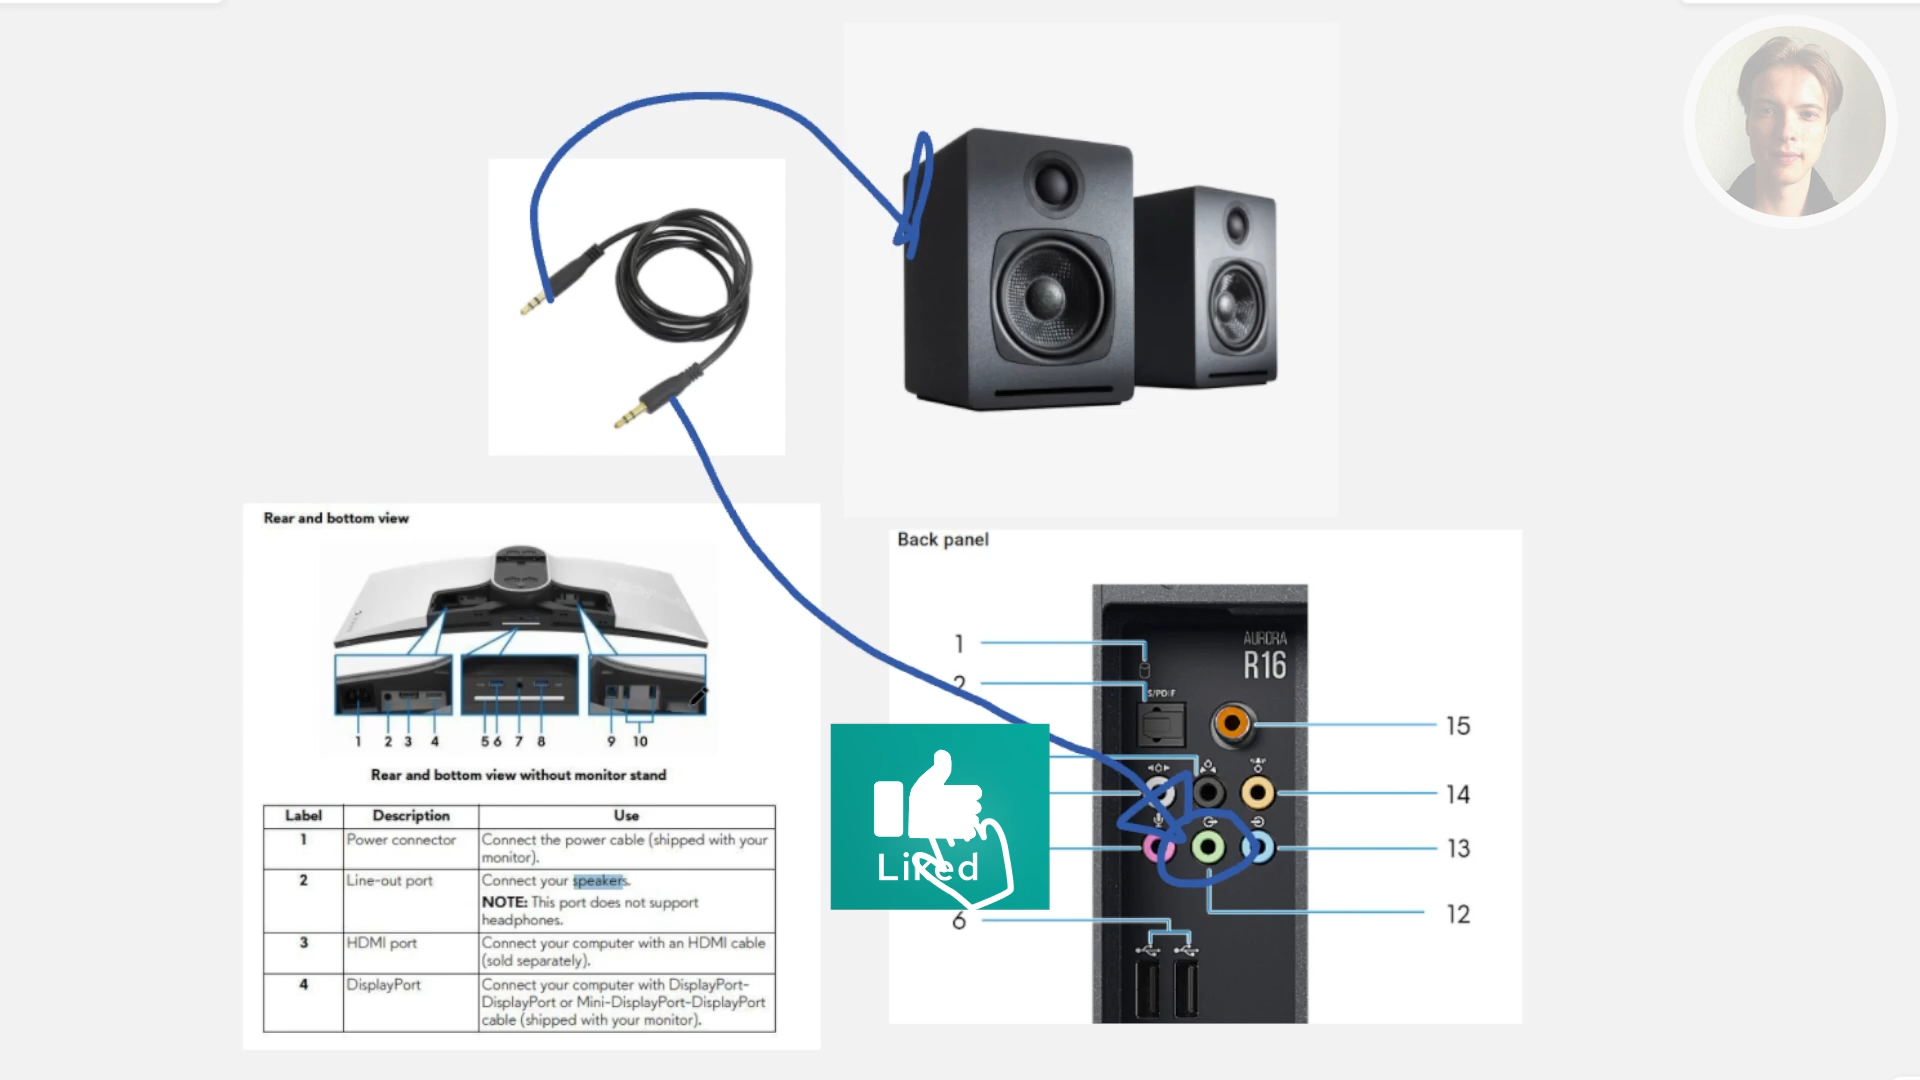 Rear and bottom view
1 2 3 4 5 6 7 8 9 10
Rear and bottom view without monitor stand
Label Description Use
1 Power connector Connect the power cable (shipped with your
monitor).
2 Line-out port Connect your speakers.
NOTE: This port does not support
headphones.
3 HDMI port Connect your computer with an HDMI cable
(sold separately).
4 DisplayPort Connect your computer with DisplayPort-
DisplayPort or Mini-DisplayPort-DisplayPort
cable (shipped with your monitor).
Back panel
1
2
AURORA
R16
S/PDIF
15
14
13
12
6
Liked